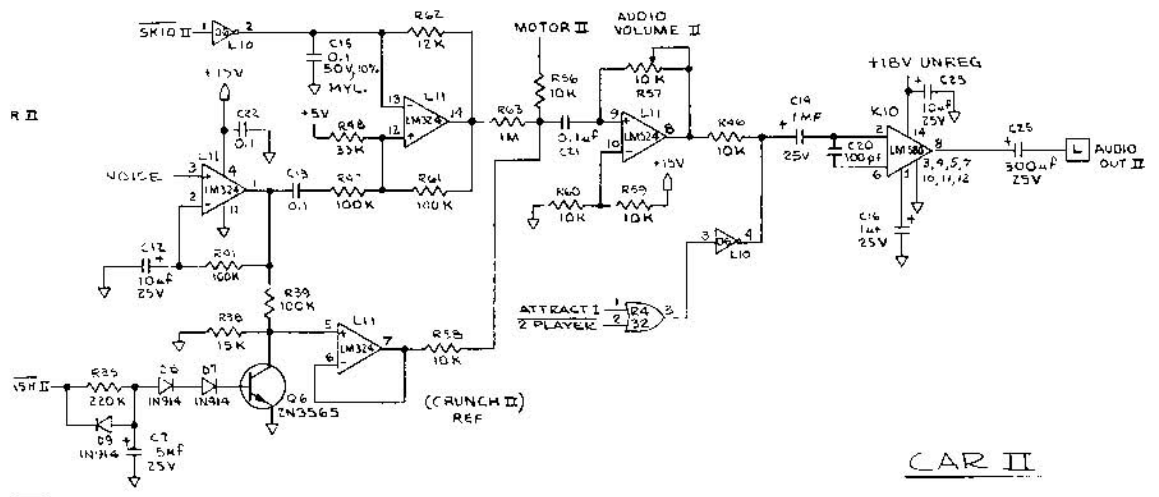 SKID II
1
2
L10
C15
0.1
50V, 10%
MYL.
R62
12K
MOTOR II
AUDIO
VOLUME II
+18V UNREG
+15V
R56
10K
10K
R57
C23
10uf
25V
R II
C22
0.1
+5V
R48
33K
13
12
L11
LM324
14
R63
1M
0.1uf
C21
9
10
L11
LM324
8
R46
10K
C19
1MF
25V
C20
100pf
K10
2
14
LM380
6
8
3,4,5,7
10,11,12
1
C25
300uf
25V
L
AUDIO
OUT II
NOISE
3
2
L11
LM324
4
1
11
C13
0.1
R47
100K
R61
100K
+15V
R60
10K
R59
10K
C16
1uf
25V
C12
10uf
25V
R41
100K
3
4
L10
R39
100K
ATTRACT I
2 PLAYER
1
2
R4
32
3
R38
15K
5
6
L11
LM324
7
R58
10K
R35
220K
D6
1N914
D7
1N914
Q6
2N3565
(CRUNCH II)
REF
D9
1N914
C7
25V
CAR II